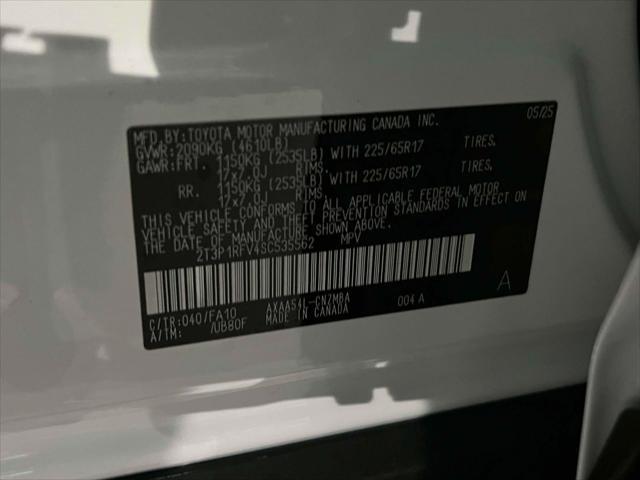 MFD.BY:TOYOTA MOTOR MANUFACTURING CANADA INC. 05/25
GVWR:2090KG (4610LB)
GAWR:FRT. 1150KG (2535LB) WITH 225/65R17 TIRES.
17x7.0J RIMS.
RR. 1150KG (2535LB) WITH 225/65R17 TIRES.
17x7.0J RIMS.
THIS VEHICLE CONFORMS TO ALL APPLICABLE FEDERAL MOTOR
VEHICLE SAFETY AND THEFT PREVENTION STANDARDS IN EFFECT ON
THE DATE OF MANUFACTURE SHOWN ABOVE.
2T3P1RFV4SC535562 MPV
A
C/TR:040/FA10 AXAA54L-CNZMBA 004 A
A/TM: /UB80F MADE IN CANADA